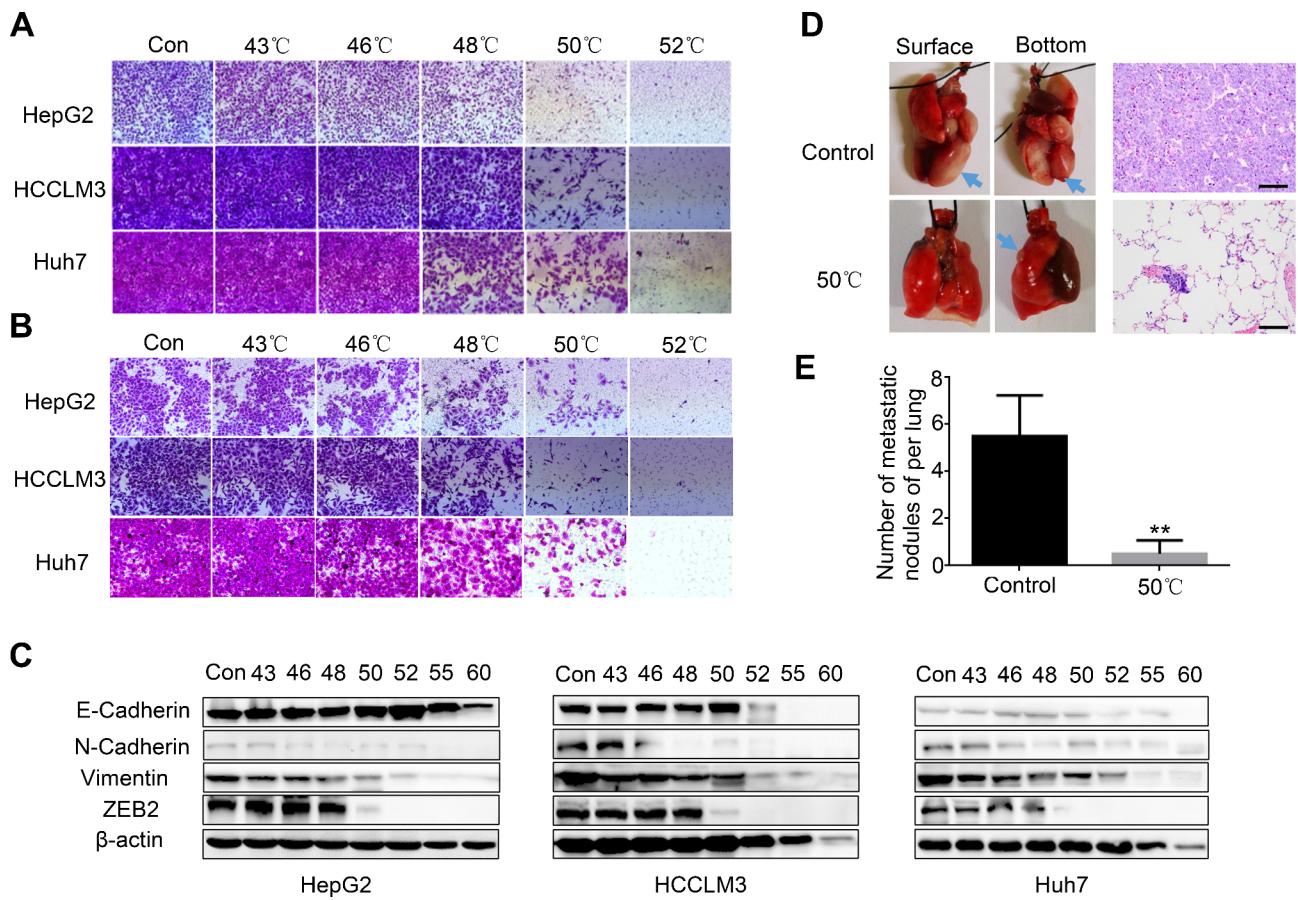 A
Con 43℃ 46℃ 48℃ 50℃ 52℃
HepG2
HCCLM3
Huh7
B
Con 43℃ 46℃ 48℃ 50℃ 52℃
HepG2
HCCLM3
Huh7
C
Con 43 46 48 50 52 55 60
Con 43 46 48 50 52 55 60
Con 43 46 48 50 52 55 60
E-Cadherin
N-Cadherin
Vimentin
ZEB2
β-actin
HepG2
HCCLM3
Huh7
D
Surface Bottom
Control
50℃
E
Number of metastatic
nodules of per lung
8
6
4
2
0
**
Control 50℃